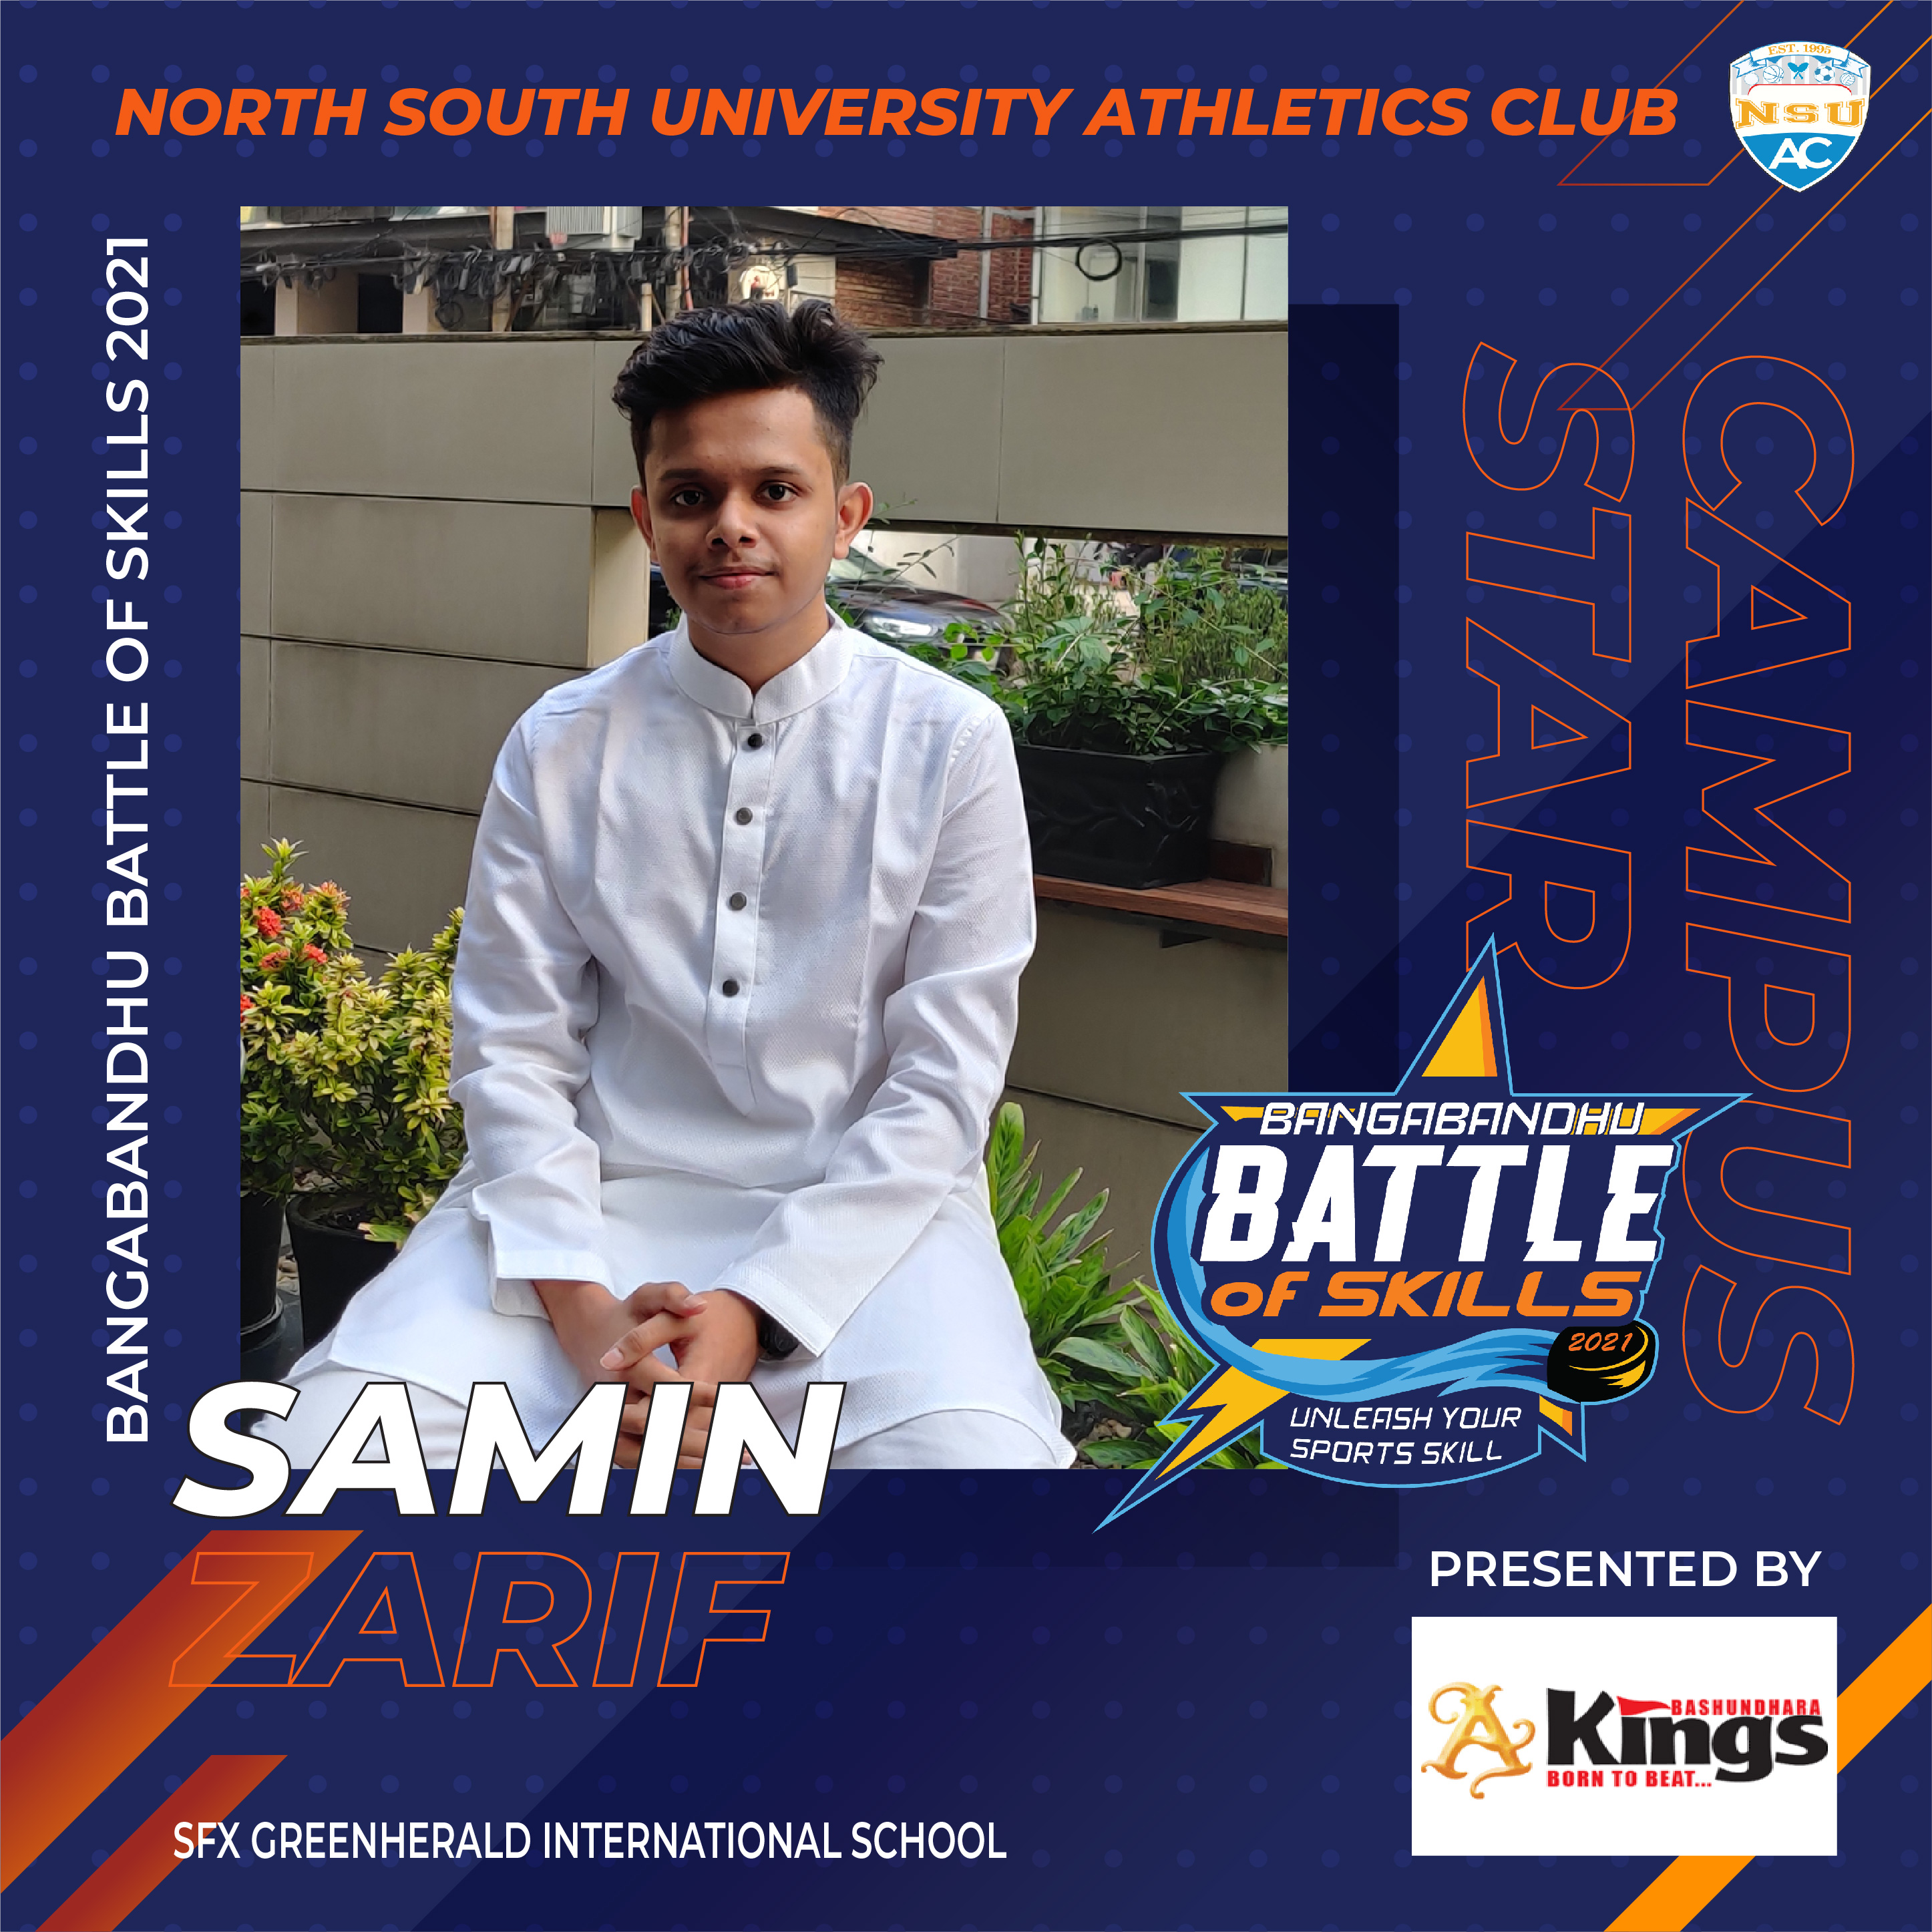 NORTH SOUTH UNIVERSITY ATHLETICS CLUB
EST. 1995
NSU
AC
BANGABANDHU BATTLE OF SKILLS 2021
CAMPUS
STAR
BANGABANDHU
BATTLE
OF SKILLS
2021
UNLEASH YOUR
SPORTS SKILL
SAMIN
ZARIF
PRESENTED BY
A
BASHUNDHARA
Kings
BORN TO BEAT...
SFX GREENHERALD INTERNATIONAL SCHOOL